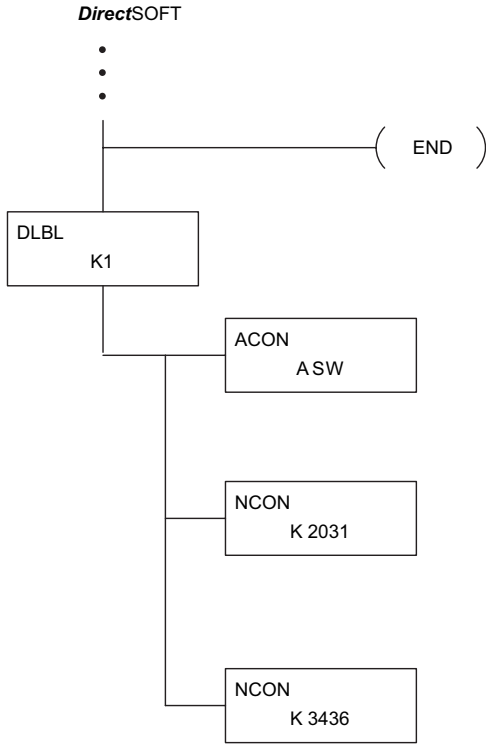 DirectSOFT
END
DLBL
K1
ACON
A SW
NCON
K 2031
NCON
K 3436